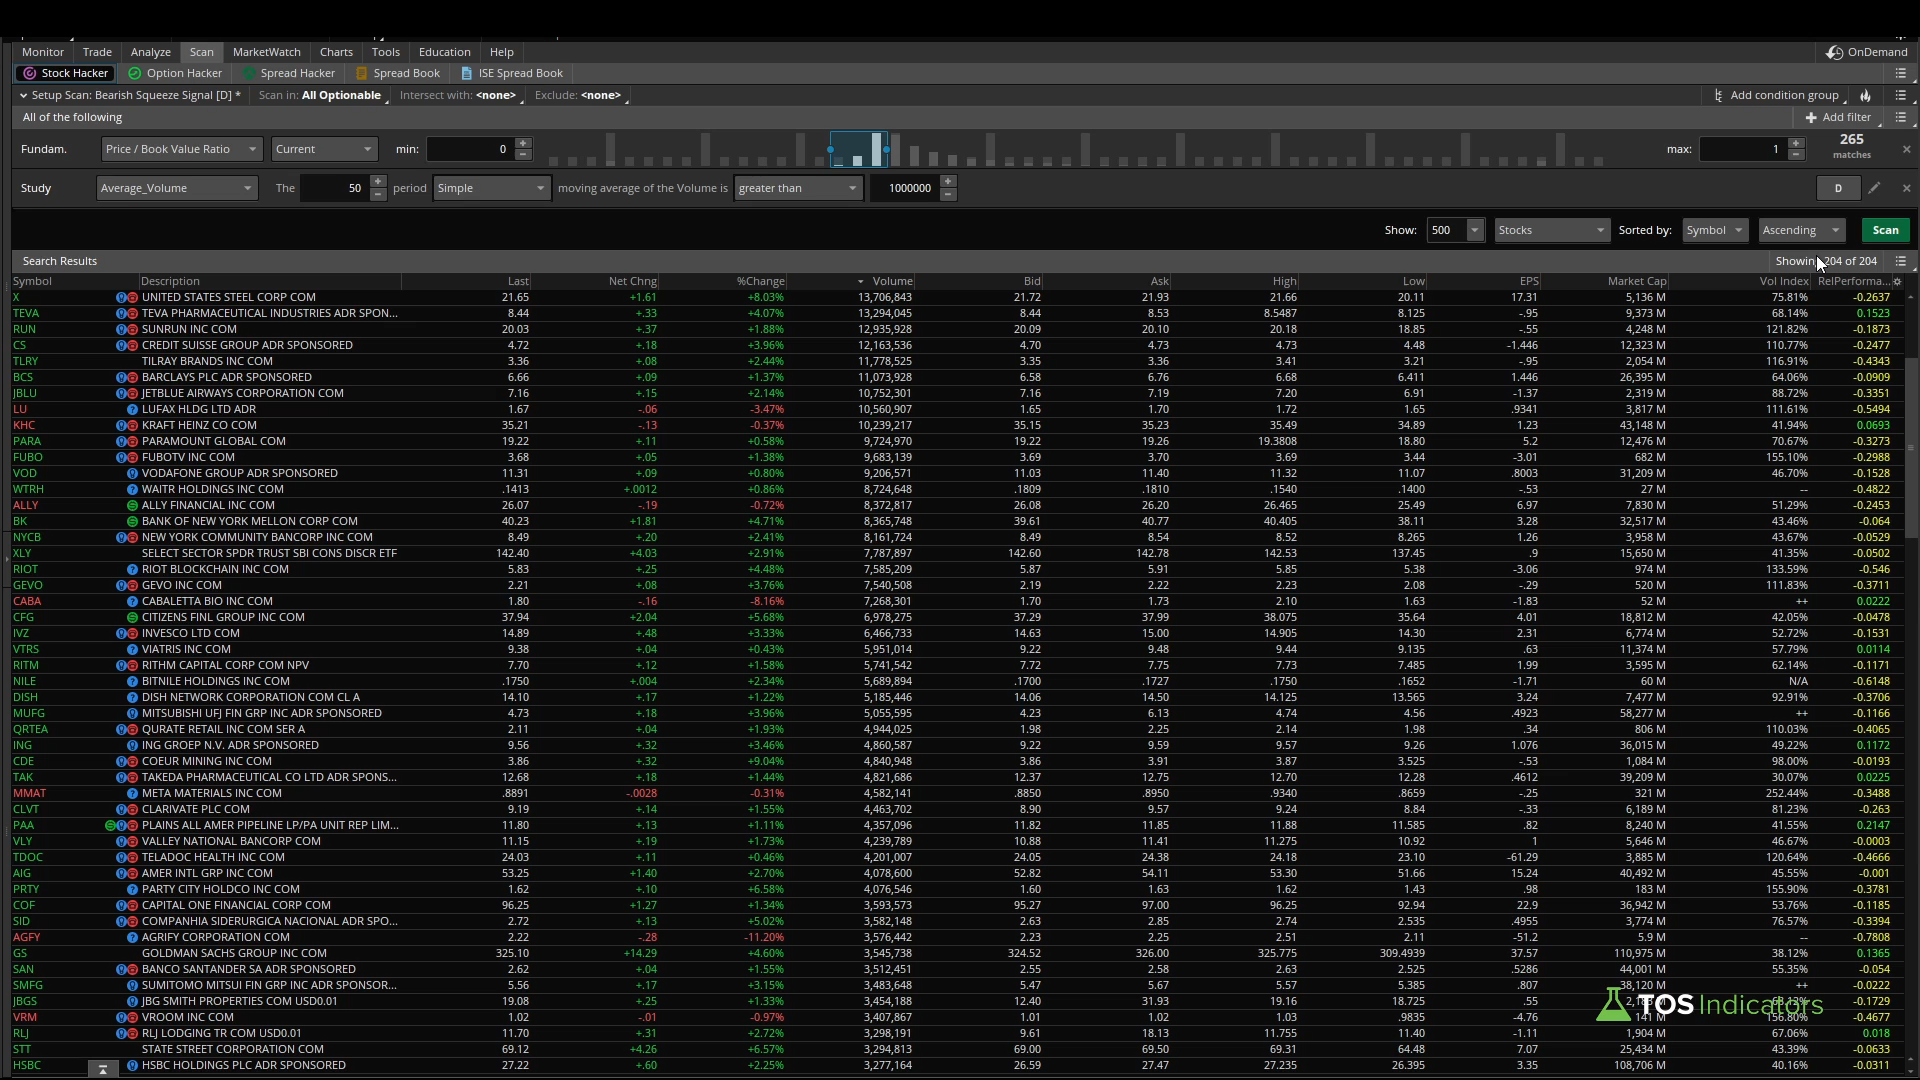 Monitor Trade Analyze Scan MarketWatch Charts Tools Education Help OnDemand
Stock Hacker Option Hacker Spread Hacker Spread Book ISE Spread Book
Setup Scan: Bearish Squeeze Signal [D] * Scan in: All Optionable Intersect with: <none> Exclude: <none> Add condition group
All of the following Add filter
Fundam. Price / Book Value Ratio Current min: 0 max: 1 265 matches
Study Average_Volume The 50 period Simple moving average of the Volume is greater than 1000000 D
Show: 500 Stocks Sorted by: Symbol Ascending Scan
Search Results Showin 204 of 204
Symbol Description Last Net Chng %Change Volume Bid Ask High Low EPS Market Cap Vol Index RelPerforma...
X UNITED STATES STEEL CORP COM 21.65 +1.61 +8.03% 13,706,843 21.72 21.93 21.66 20.11 17.31 5,136 M 75.81% -0.2637
TEVA TEVA PHARMACEUTICAL INDUSTRIES ADR SPON... 8.44 +.33 +4.07% 13,294,045 8.44 8.53 8.5487 8.125 -.95 9,373 M 68.14% 0.1523
RUN SUNRUN INC COM 20.03 +.37 +1.88% 12,935,928 20.09 20.10 20.18 18.85 -.55 4,248 M 121.82% -0.1873
CS CREDIT SUISSE GROUP ADR SPONSORED 4.72 +.18 +3.96% 12,163,536 4.70 4.73 4.73 4.48 -1.446 12,323 M 110.77% -0.2477
TLRY TILRAY BRANDS INC COM 3.36 +.08 +2.44% 11,778,525 3.35 3.36 3.41 3.21 -.95 2,054 M 116.91% -0.4343
BCS BARCLAYS PLC ADR SPONSORED 6.66 +.09 +1.37% 11,073,928 6.58 6.76 6.68 6.411 1.446 26,395 M 64.06% -0.0909
JBLU JETBLUE AIRWAYS CORPORATION COM 7.16 +.15 +2.14% 10,752,301 7.16 7.19 7.20 6.91 -1.37 2,319 M 88.72% -0.3351
LU LUFAX HLDG LTD ADR 1.67 -.06 -3.47% 10,560,907 1.65 1.70 1.72 1.65 .9341 3,817 M 111.61% -0.5494
KHC KRAFT HEINZ CO COM 35.21 -.13 -0.37% 10,239,217 35.15 35.23 35.49 34.89 1.23 43,148 M 41.94% 0.0693
PARA PARAMOUNT GLOBAL COM 19.22 +.11 +0.58% 9,724,970 19.22 19.26 19.3808 18.80 5.2 12,476 M 70.67% -0.3273
FUBO FUBOTV INC COM 3.68 +.05 +1.38% 9,683,139 3.69 3.70 3.69 3.44 -3.01 682 M 155.10% -0.2988
VOD VODAFONE GROUP ADR SPONSORED 11.31 +.09 +0.80% 9,206,571 11.03 11.40 11.32 11.07 .8003 31,209 M 46.70% -0.1528
WTRH WAITR HOLDINGS INC COM .1413 +.0012 +0.86% 8,724,648 .1809 .1810 .1540 .1400 -.53 27 M -- -0.4822
ALLY ALLY FINANCIAL INC COM 26.07 -.19 -0.72% 8,372,817 26.08 26.20 26.465 25.49 6.97 7,830 M 51.29% -0.2453
BK BANK OF NEW YORK MELLON CORP COM 40.23 +1.81 +4.71% 8,365,748 39.61 40.77 40.405 38.11 3.28 32,517 M 43.46% -0.064
NYCB NEW YORK COMMUNITY BANCORP INC COM 8.49 +.20 +2.41% 8,161,724 8.49 8.54 8.52 8.265 1.26 3,958 M 43.67% -0.0529
XLY SELECT SECTOR SPDR TRUST SBI CONS DISCR ETF 142.40 +4.03 +2.91% 7,787,897 142.60 142.78 142.53 137.45 .9 15,650 M 41.35% -0.0502
RIOT RIOT BLOCKCHAIN INC COM 5.83 +.25 +4.48% 7,585,209 5.87 5.91 5.85 5.38 -3.06 974 M 133.59% -0.546
GEVO GEVO INC COM 2.21 +.08 +3.76% 7,540,508 2.19 2.22 2.23 2.08 -.29 520 M 111.83% -0.3711
CABA CABALETTA BIO INC COM 1.80 -.16 -8.16% 7,268,301 1.70 1.73 2.10 1.63 -1.83 52 M ++ 0.0222
CFG CITIZENS FINL GROUP INC COM 37.94 +2.04 +5.68% 6,978,275 37.29 37.99 38.075 35.64 4.01 18,812 M 42.05% -0.0478
IVZ INVESCO LTD COM 14.89 +.48 +3.33% 6,466,733 14.63 15.00 14.905 14.30 2.31 6,774 M 52.72% -0.1531
VTRS VIATRIS INC COM 9.38 +.04 +0.43% 5,951,014 9.22 9.48 9.44 9.135 .63 11,374 M 57.79% 0.0114
RITM RITHM CAPITAL CORP COM NPV 7.70 +.12 +1.58% 5,741,542 7.72 7.75 7.73 7.485 1.99 3,595 M 62.14% -0.1171
NILE BITNILE HOLDINGS INC COM .1750 +.004 +2.34% 5,689,894 .1700 .1727 .1750 .1652 -1.71 60 M N/A -0.6148
DISH DISH NETWORK CORPORATION COM CL A 14.10 +.17 +1.22% 5,185,446 14.06 14.50 14.125 13.565 3.24 7,477 M 92.91% -0.3706
MUFG MITSUBISHI UFJ FIN GRP INC ADR SPONSORED 4.73 +.18 +3.96% 5,055,595 4.23 6.13 4.74 4.56 .4923 58,277 M ++ -0.1166
QRTEA QURATE RETAIL INC COM SER A 2.11 +.04 +1.93% 4,944,025 1.98 2.25 2.14 1.98 .34 806 M 110.03% -0.4065
ING ING GROEP N.V. ADR SPONSORED 9.56 +.32 +3.46% 4,860,587 9.22 9.59 9.57 9.26 1.076 36,015 M 49.22% 0.1172
CDE COEUR MINING INC COM 3.86 +.32 +9.04% 4,840,948 3.86 3.91 3.87 3.525 -.53 1,084 M 98.00% -0.0193
TAK TAKEDA PHARMACEUTICAL CO LTD ADR SPONS... 12.68 +.18 +1.44% 4,821,686 12.37 12.75 12.70 12.28 .4612 39,209 M 30.07% 0.0225
MMAT META MATERIALS INC COM .8891 -.0028 -0.31% 4,582,141 .8850 .8950 .9340 .8659 -.25 321 M 252.44% -0.3488
CLVT CLARIVATE PLC COM 9.19 +.14 +1.55% 4,463,702 8.90 9.57 9.24 8.84 -.33 6,189 M 81.23% -0.263
PAA PLAINS ALL AMER PIPELINE LP/PA UNIT REP LIM... 11.80 +.13 +1.11% 4,357,096 11.82 11.85 11.88 11.585 .82 8,240 M 41.55% 0.2147
VLY VALLEY NATIONAL BANCORP COM 11.15 +.19 +1.73% 4,239,789 10.88 11.41 11.275 10.92 1 5,646 M 46.67% -0.0003
TDOC TELADOC HEALTH INC COM 24.03 +.11 +0.46% 4,201,007 24.05 24.38 24.18 23.10 -61.29 3,885 M 120.64% -0.4666
AIG AMER INTL GRP INC COM 53.25 +1.40 +2.70% 4,078,600 52.82 54.11 53.30 51.66 15.24 40,492 M 45.55% -0.001
PRTY PARTY CITY HOLDCO INC COM 1.62 +.10 +6.58% 4,076,546 1.60 1.63 1.62 1.43 .98 183 M 155.90% -0.3781
COF CAPITAL ONE FINANCIAL CORP COM 96.25 +1.27 +1.34% 3,593,573 95.27 97.00 96.25 92.94 22.9 36,942 M 53.76% -0.1185
SID COMPANHIA SIDERURGICA NACIONAL ADR SPO... 2.72 +.13 +5.02% 3,582,148 2.63 2.85 2.74 2.535 .4955 3,774 M 76.57% -0.3394
AGFY AGRIFY CORPORATION COM 2.22 -.28 -11.20% 3,576,442 2.23 2.25 2.51 2.11 -51.2 5.9 M -- -0.7808
GS GOLDMAN SACHS GROUP INC COM 325.10 +14.29 +4.60% 3,545,738 324.52 326.00 325.775 309.4939 37.57 110,975 M 38.12% 0.1365
SAN BANCO SANTANDER SA ADR SPONSORED 2.62 +.04 +1.55% 3,512,451 2.55 2.58 2.63 2.525 .5286 44,001 M 55.35% -0.054
SMFG SUMITOMO MITSUI FIN GRP INC ADR SPONSOR... 5.56 +.17 +3.15% 3,483,648 5.47 5.67 5.57 5.385 .807 38,120 M ++ -0.0222
JBGS JBG SMITH PROPERTIES COM USD0.01 19.08 +.25 +1.33% 3,454,188 12.40 31.93 19.16 18.725 .55 -0.1729
TOS Indicators
VRM VROOM INC COM 1.02 -.01 -0.97% 3,407,867 1.01 1.02 1.03 .9835 -4.76 141 M 156.80% -0.4677
RLJ RLJ LODGING TR COM USD0.01 11.70 +.31 +2.72% 3,298,191 9.61 18.13 11.755 11.40 -1.11 1,904 M 67.06% 0.018
STT STATE STREET CORPORATION COM 69.12 +4.26 +6.57% 3,294,813 69.00 69.50 69.31 64.48 7.07 25,434 M 43.39% -0.0633
HSBC HSBC HOLDINGS PLC ADR SPONSORED 27.22 +.60 +2.25% 3,277,164 26.59 27.47 27.235 26.395 3.35 108,706 M 40.16% -0.0311